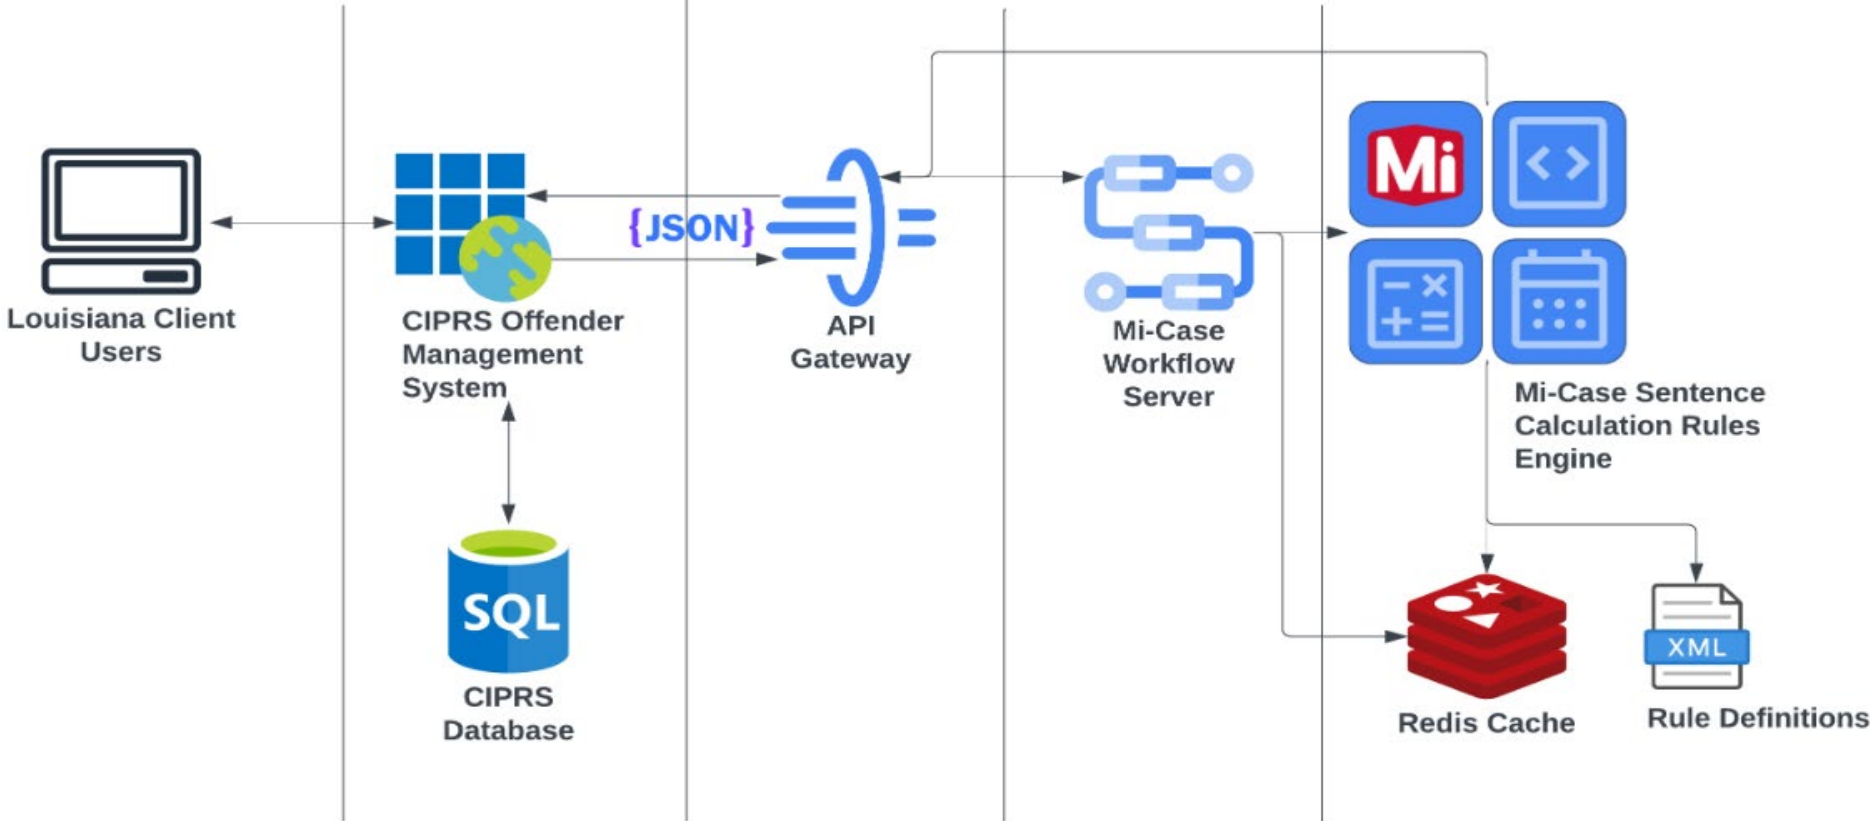 Mi
{JSON}
Louisiana Client
Users
CIPRS Offender
Management
System
API
Gateway
Mi-Case
Workflow
Server
Mi-Case Sentence
Calculation Rules
Engine
SQL
XML
CIPRS
Database
Redis Cache
Rule Definitions